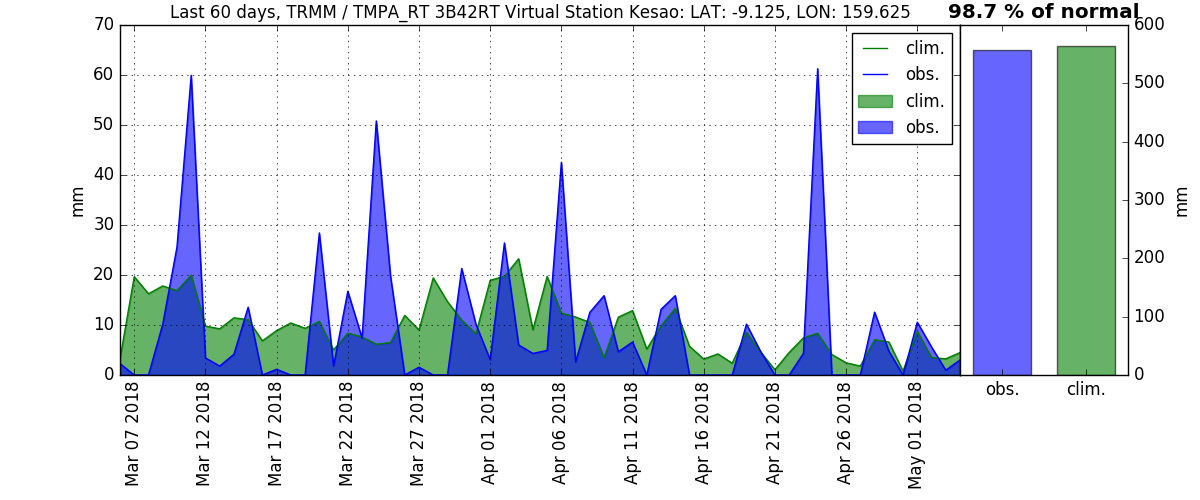 Last 60 days, TRMM / TMPA_RT 3B42RT Virtual Station Kesao: LAT: -9.125, LON: 159.625
98.7 % of normal
70
60
50
40
30
20
10
0
mm
clim.
obs.
clim.
obs.
600
500
400
300
200
100
0
mm
obs.
clim.
Mar 07 2018
Mar 12 2018
Mar 17 2018
Mar 22 2018
Mar 27 2018
Apr 01 2018
Apr 06 2018
Apr 11 2018
Apr 16 2018
Apr 21 2018
Apr 26 2018
May 01 2018